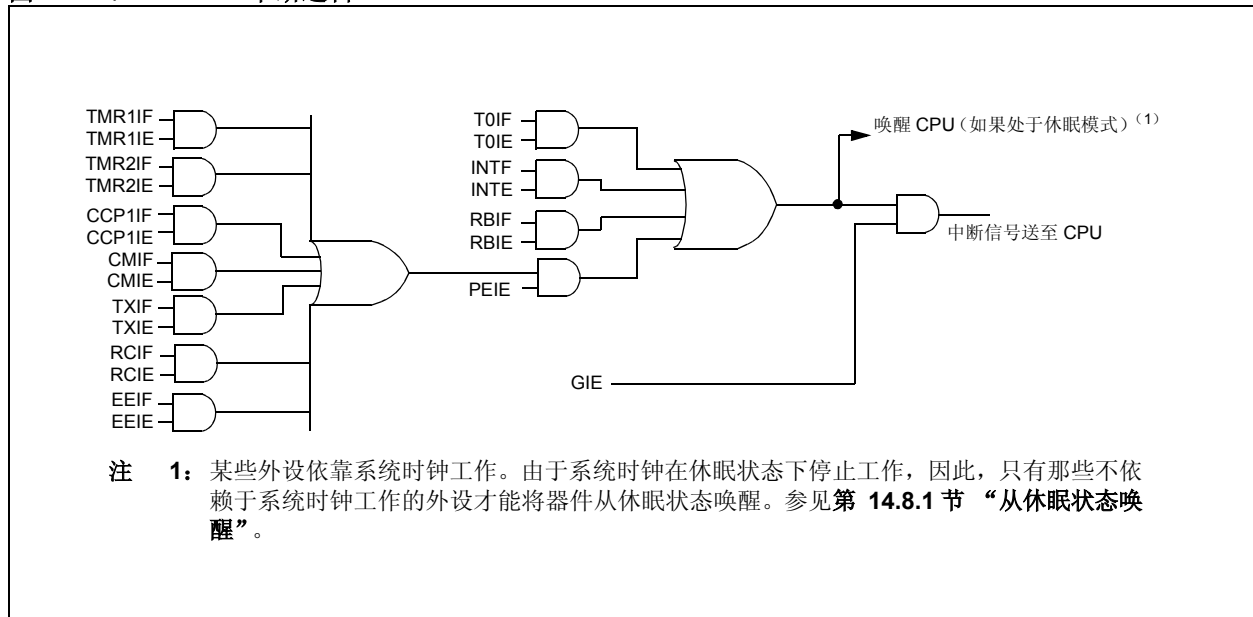 TMR1IF
TMR1IE
TMR2IF
TMR2IE
CCP1IF
CCP1IE
CMIF
CMIE
TXIF
TXIE
RCIF
RCIE
EEIF
EEIE
T0IF
T0IE
INTF
INTE
RBIF
RBIE
PEIE
GIE
唤醒 CPU（如果处于休眠模式）(1)
中断信号送至 CPU
注 1： 某些外设依靠系统时钟工作。由于系统时钟在休眠状态下停止工作，因此，只有那些不依
赖于系统时钟工作的外设才能将器件从休眠状态唤醒。参见第 14.8.1 节 “从休眠状态唤
醒”。